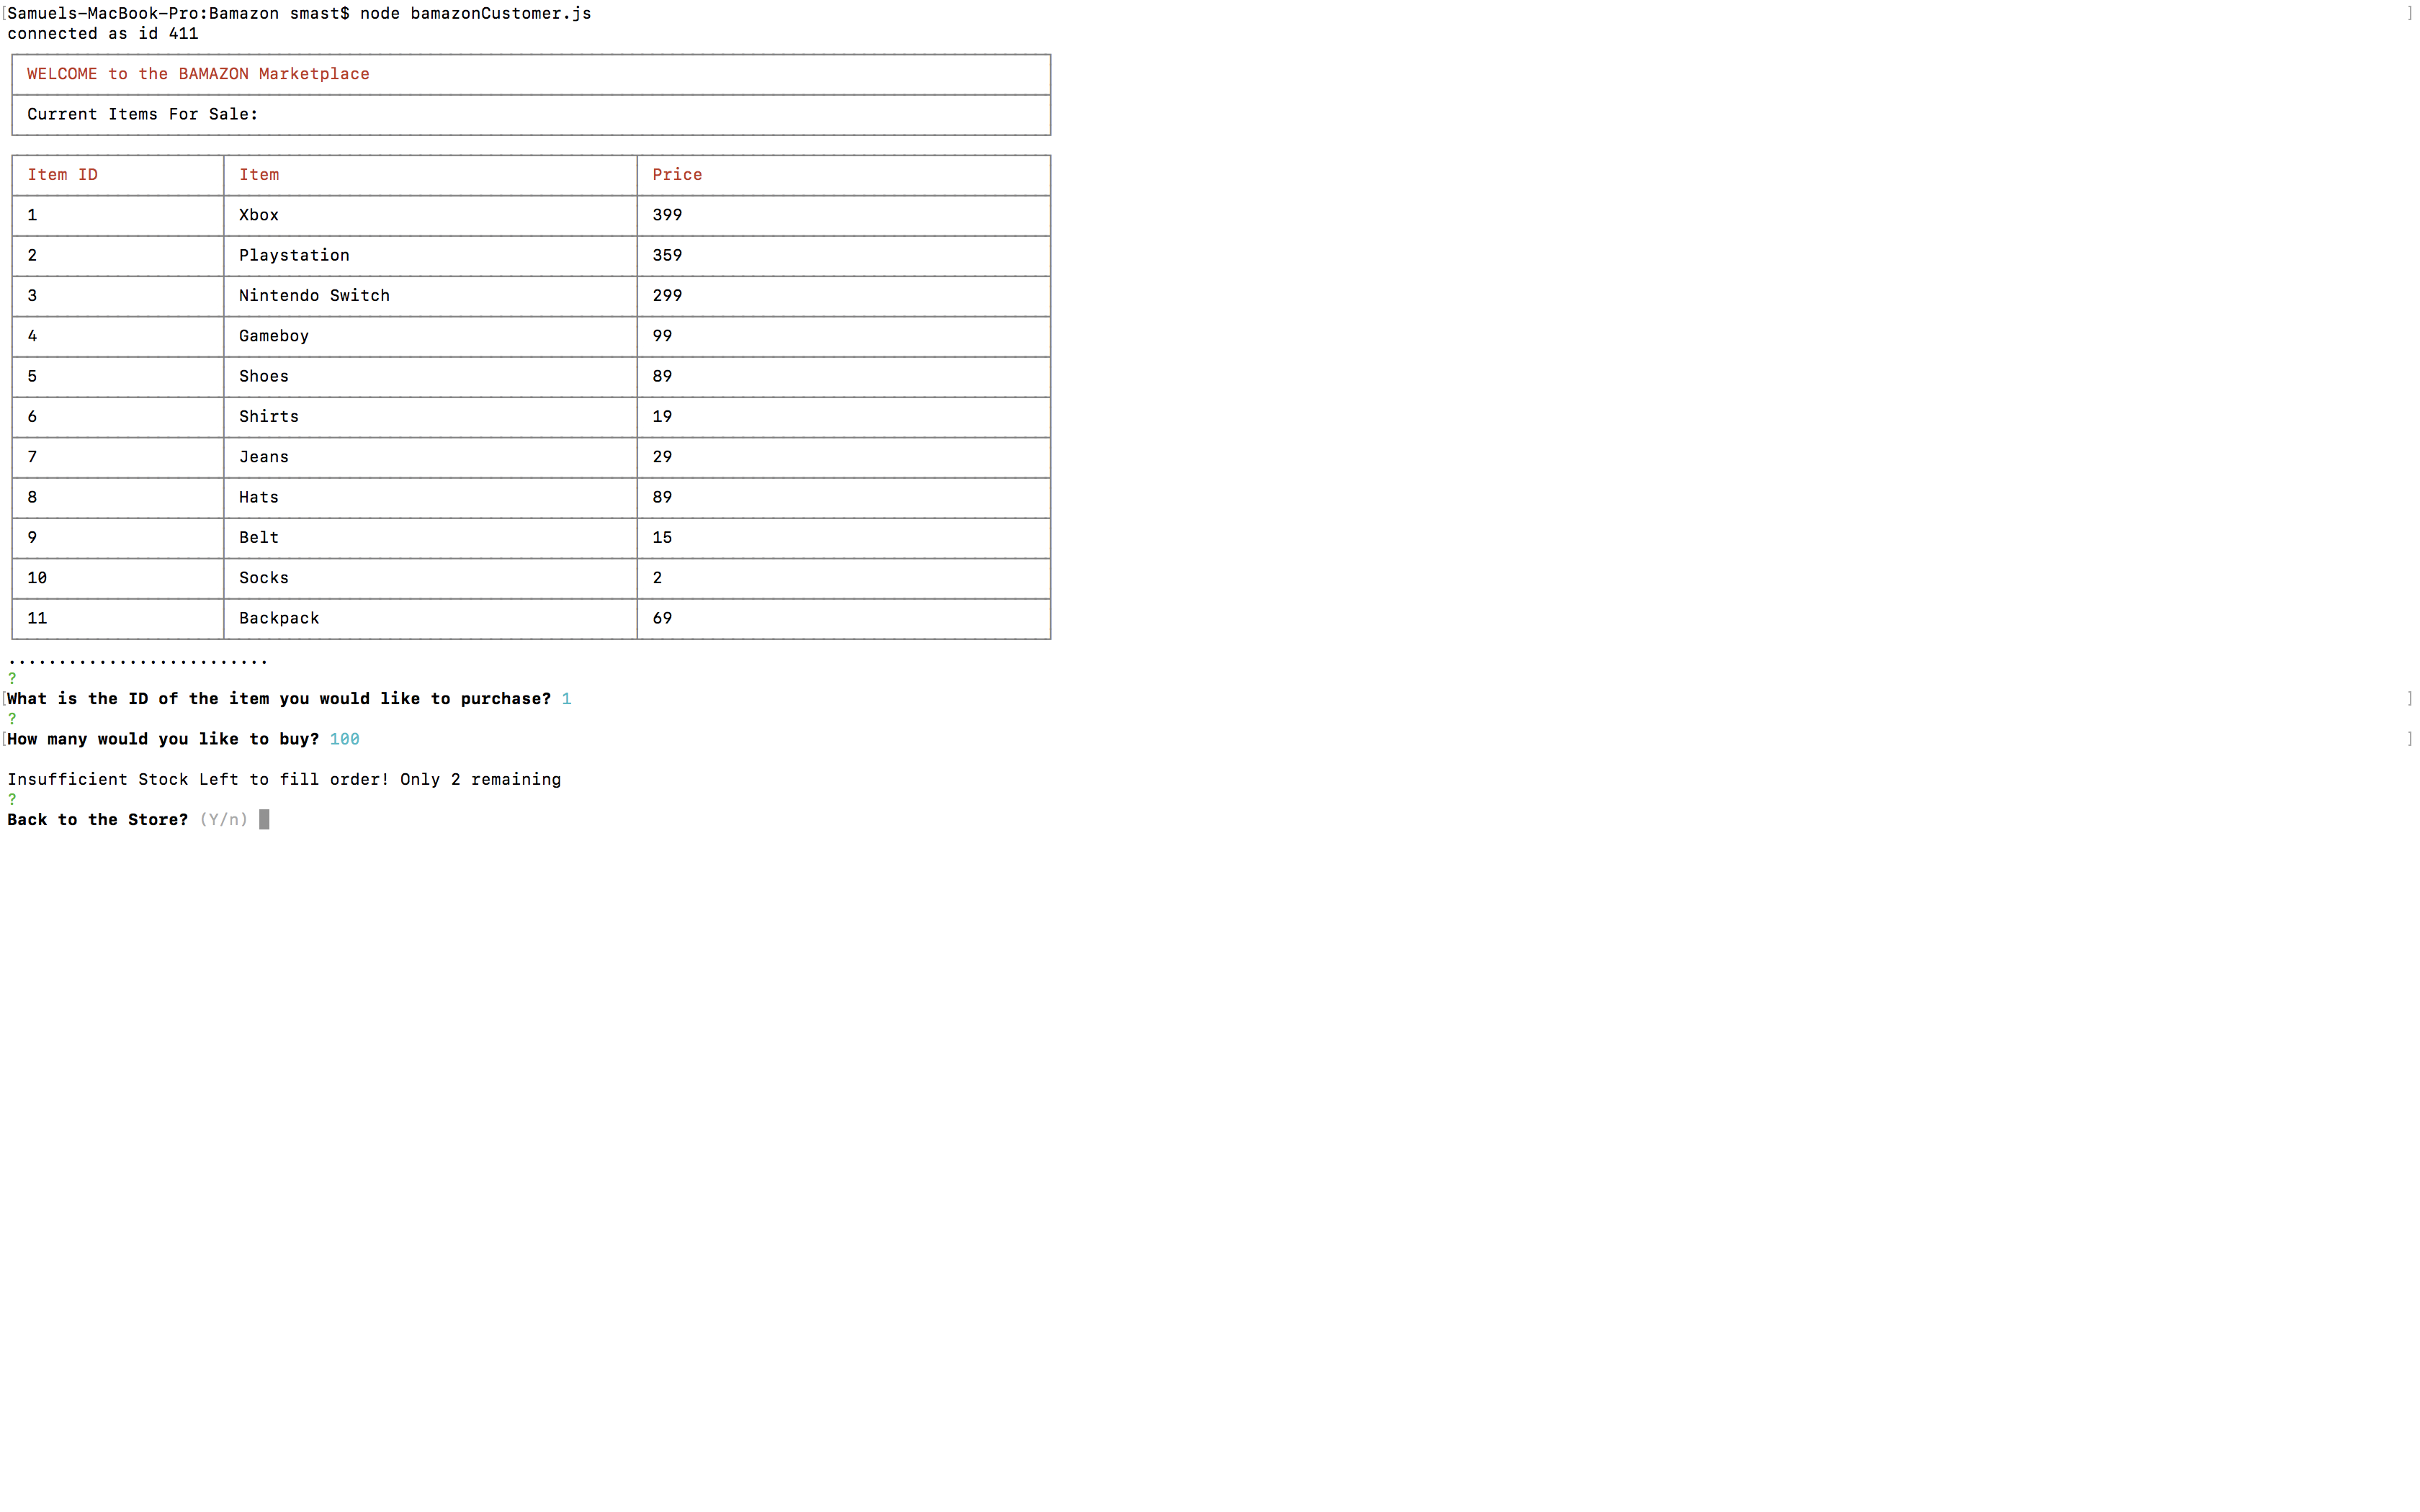 [Samuels-MacBook-Pro:Bamazon smast$ node bamazonCustomer.js ]
connected as id 411
WELCOME to the BAMAZON Marketplace
Current Items For Sale:
Item ID Item Price
1 Xbox 399
2 Playstation 359
3 Nintendo Switch 299
4 Gameboy 99
5 Shoes 89
6 Shirts 19
7 Jeans 29
8 Hats 89
9 Belt 15
10 Socks 2
11 Backpack 69
..........................
?
[What is the ID of the item you would like to purchase? 1 ]
?
[How many would you like to buy? 100 ]
Insufficient Stock Left to fill order! Only 2 remaining
?
Back to the Store? (Y/n)